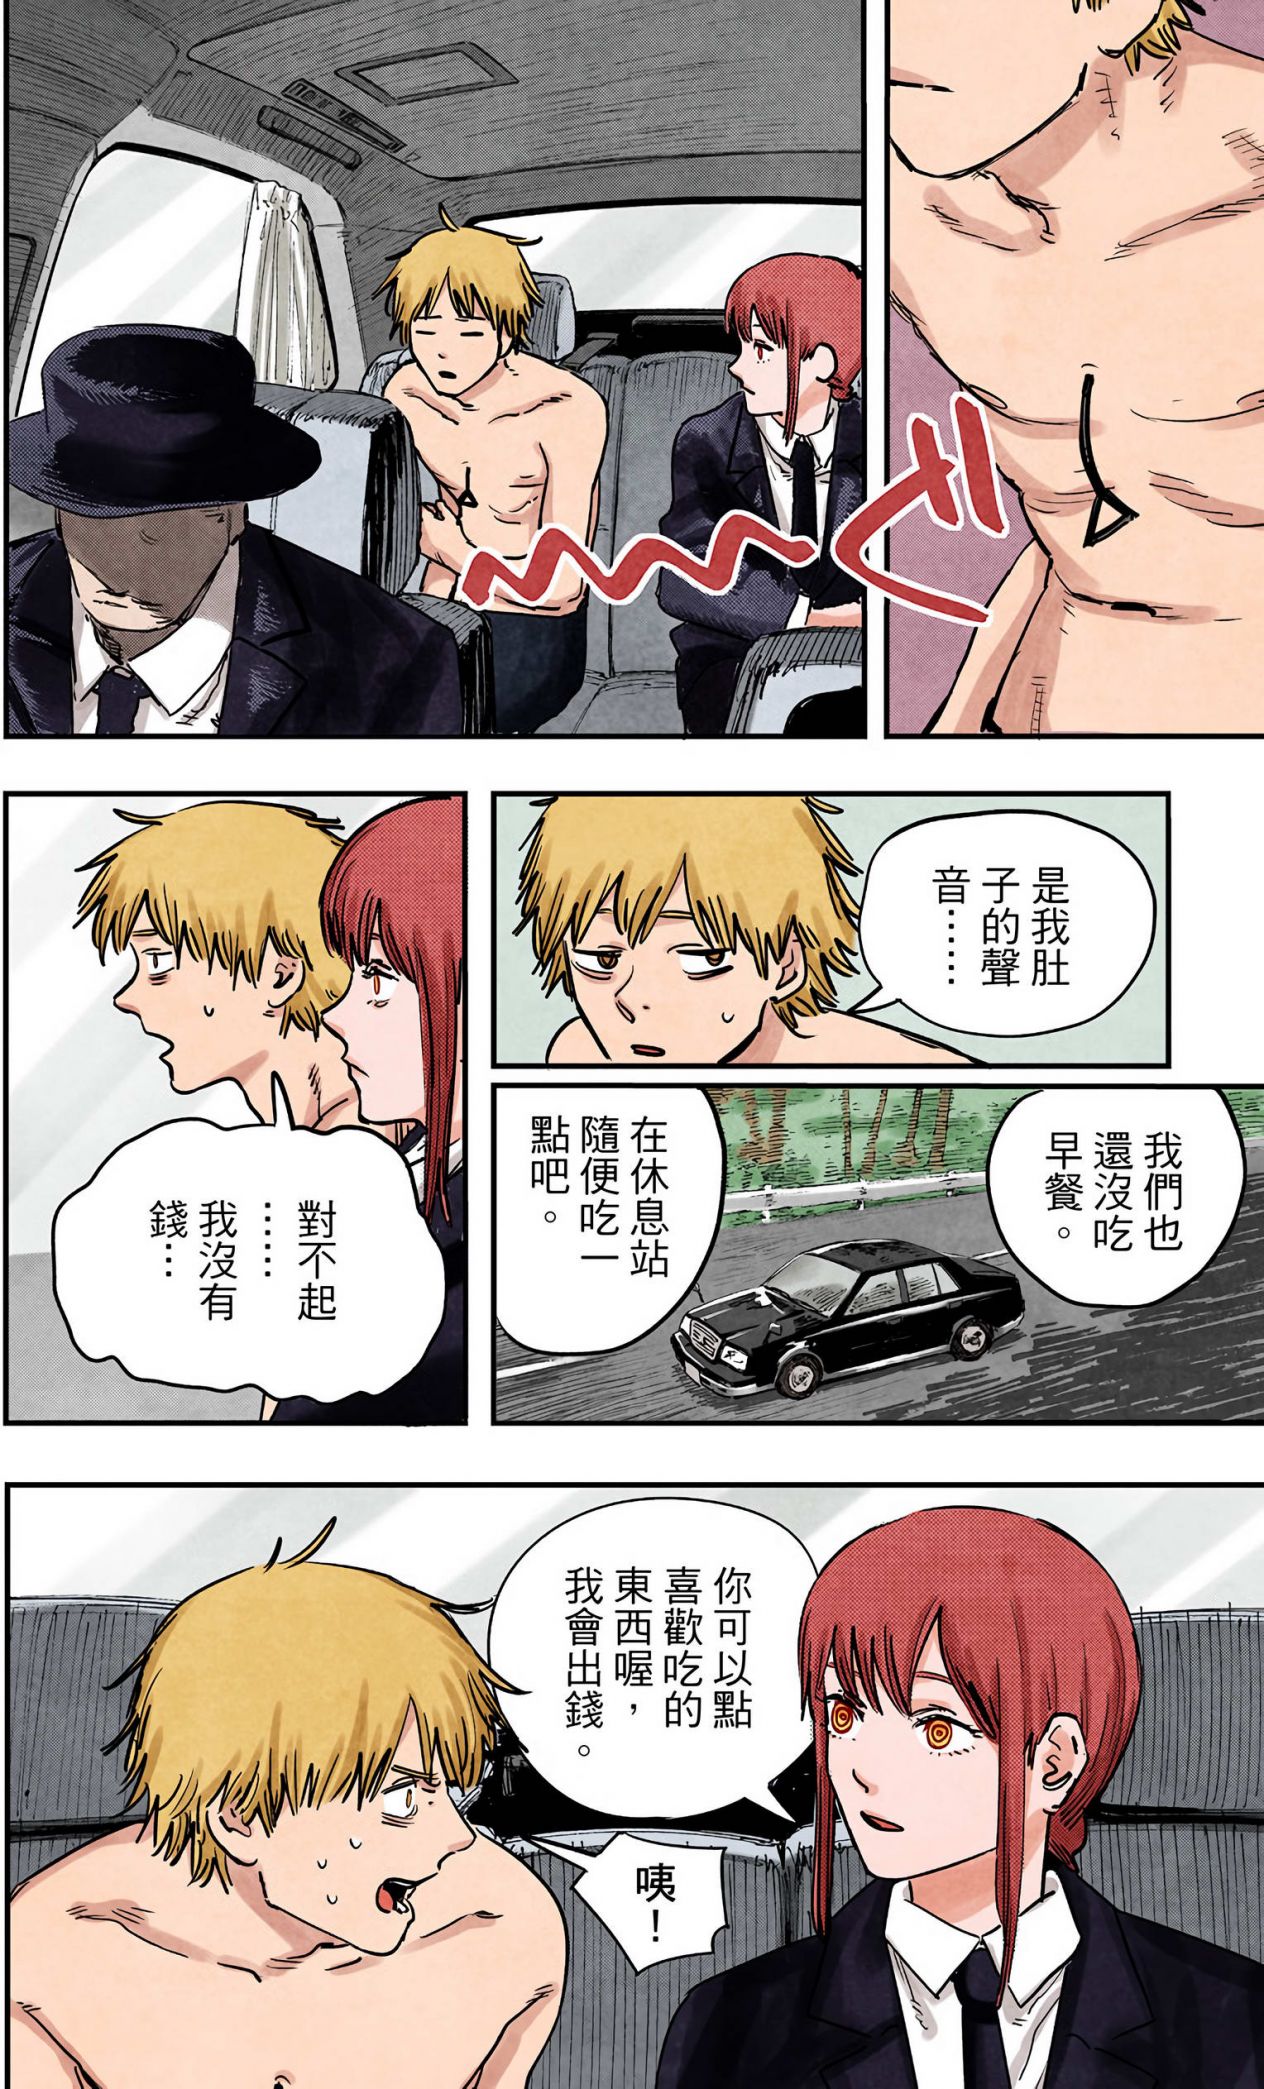 ぐ〜〜〜
是我肚
子的聲
音……
我們也
還沒吃
早餐。
在休息站
隨便吃一
點吧。
對不起
……
我沒有
錢…
你可以點
喜歡吃的
東西喔，
我會出錢。
咦！